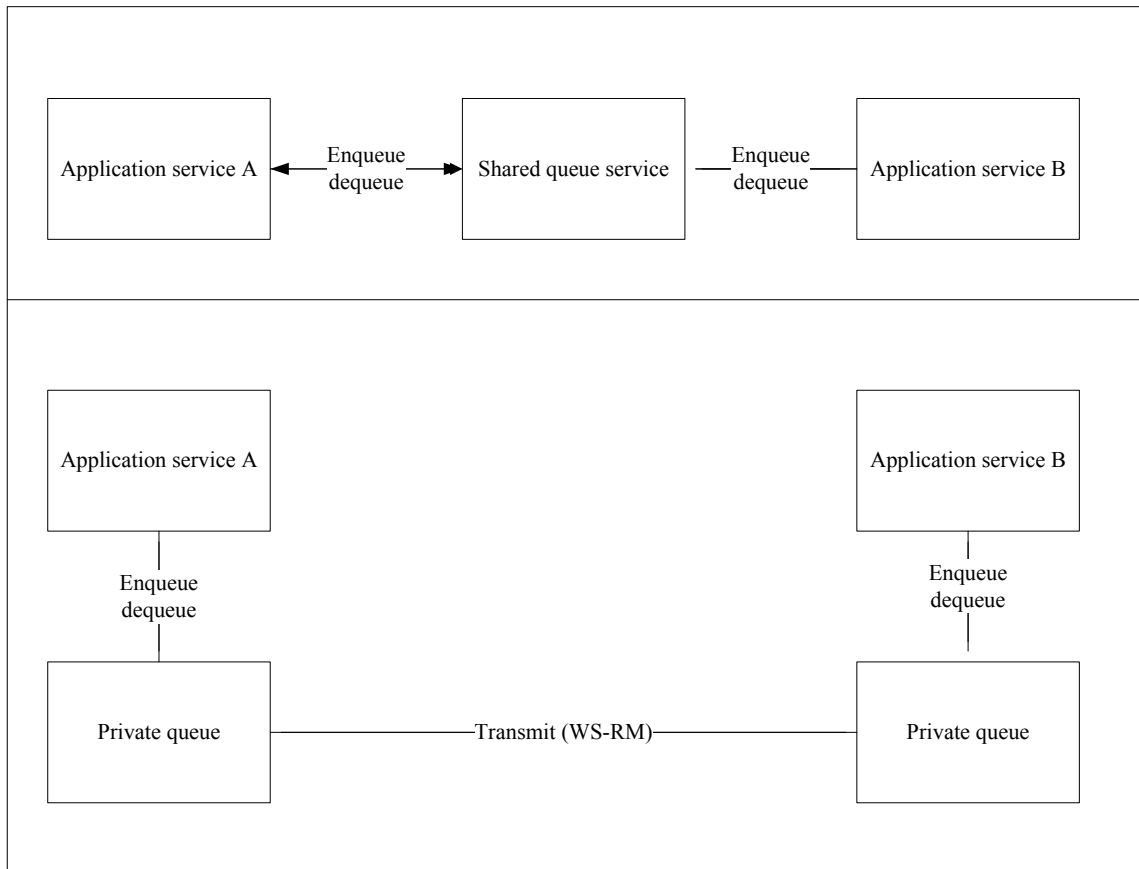 Application service A
Enqueue
dequeue
Shared queue service
Enqueue
dequeue
Application service B
Application service A
Application service B
Enqueue
dequeue
Enqueue
dequeue
Private queue
Transmit (WS-RM)
Private queue